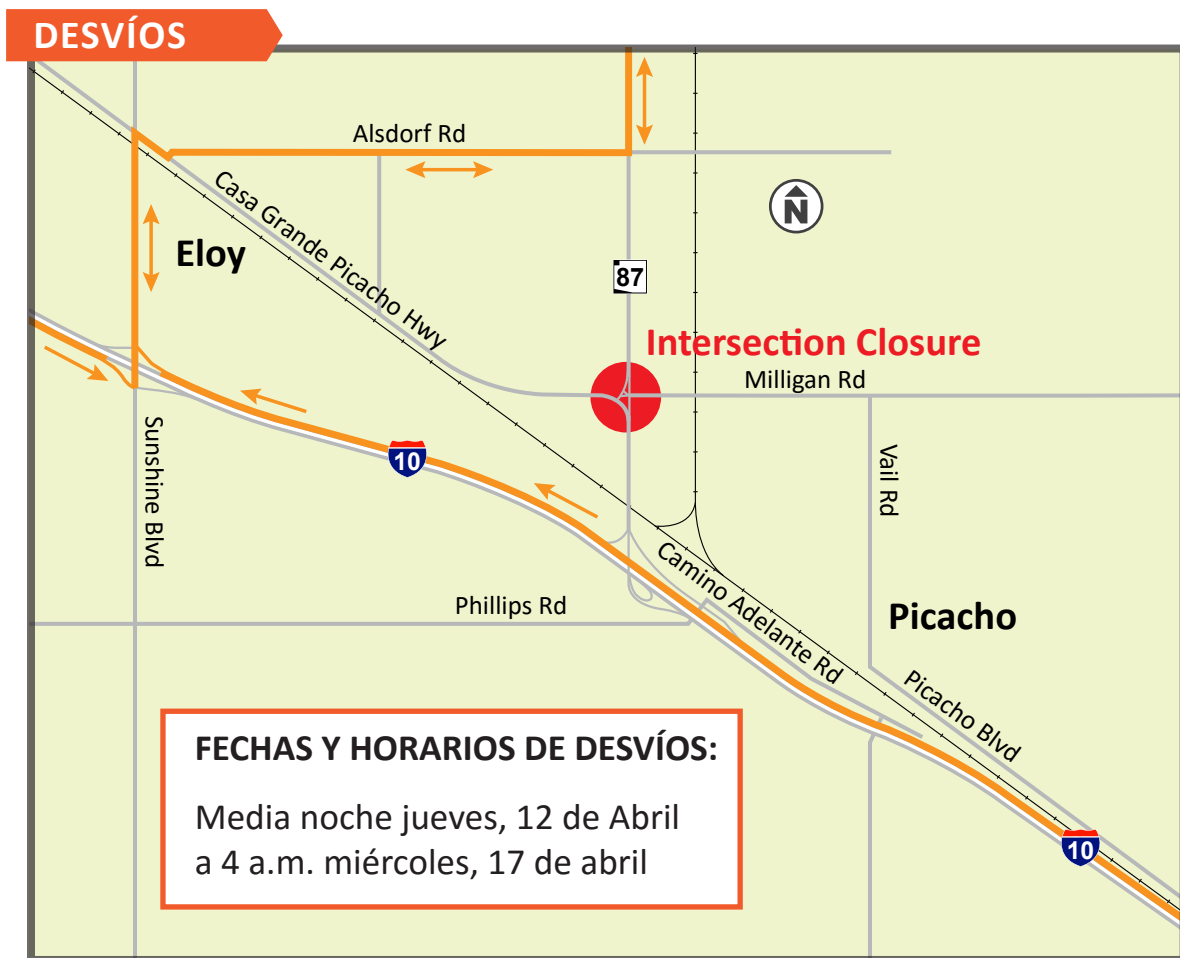 DESVÍOS
Alsdorf Rd
Casa Grande Picacho Hwy
N
Eloy
87
Intersection Closure
Milligan Rd
Sunshine Blvd
10
Vail Rd
Camino Adelante Rd
Phillips Rd
Picacho
Picacho Blvd
FECHAS Y HORARIOS DE DESVÍOS:
Media noche jueves, 12 de Abril
a 4 a.m. miércoles, 17 de abril
10